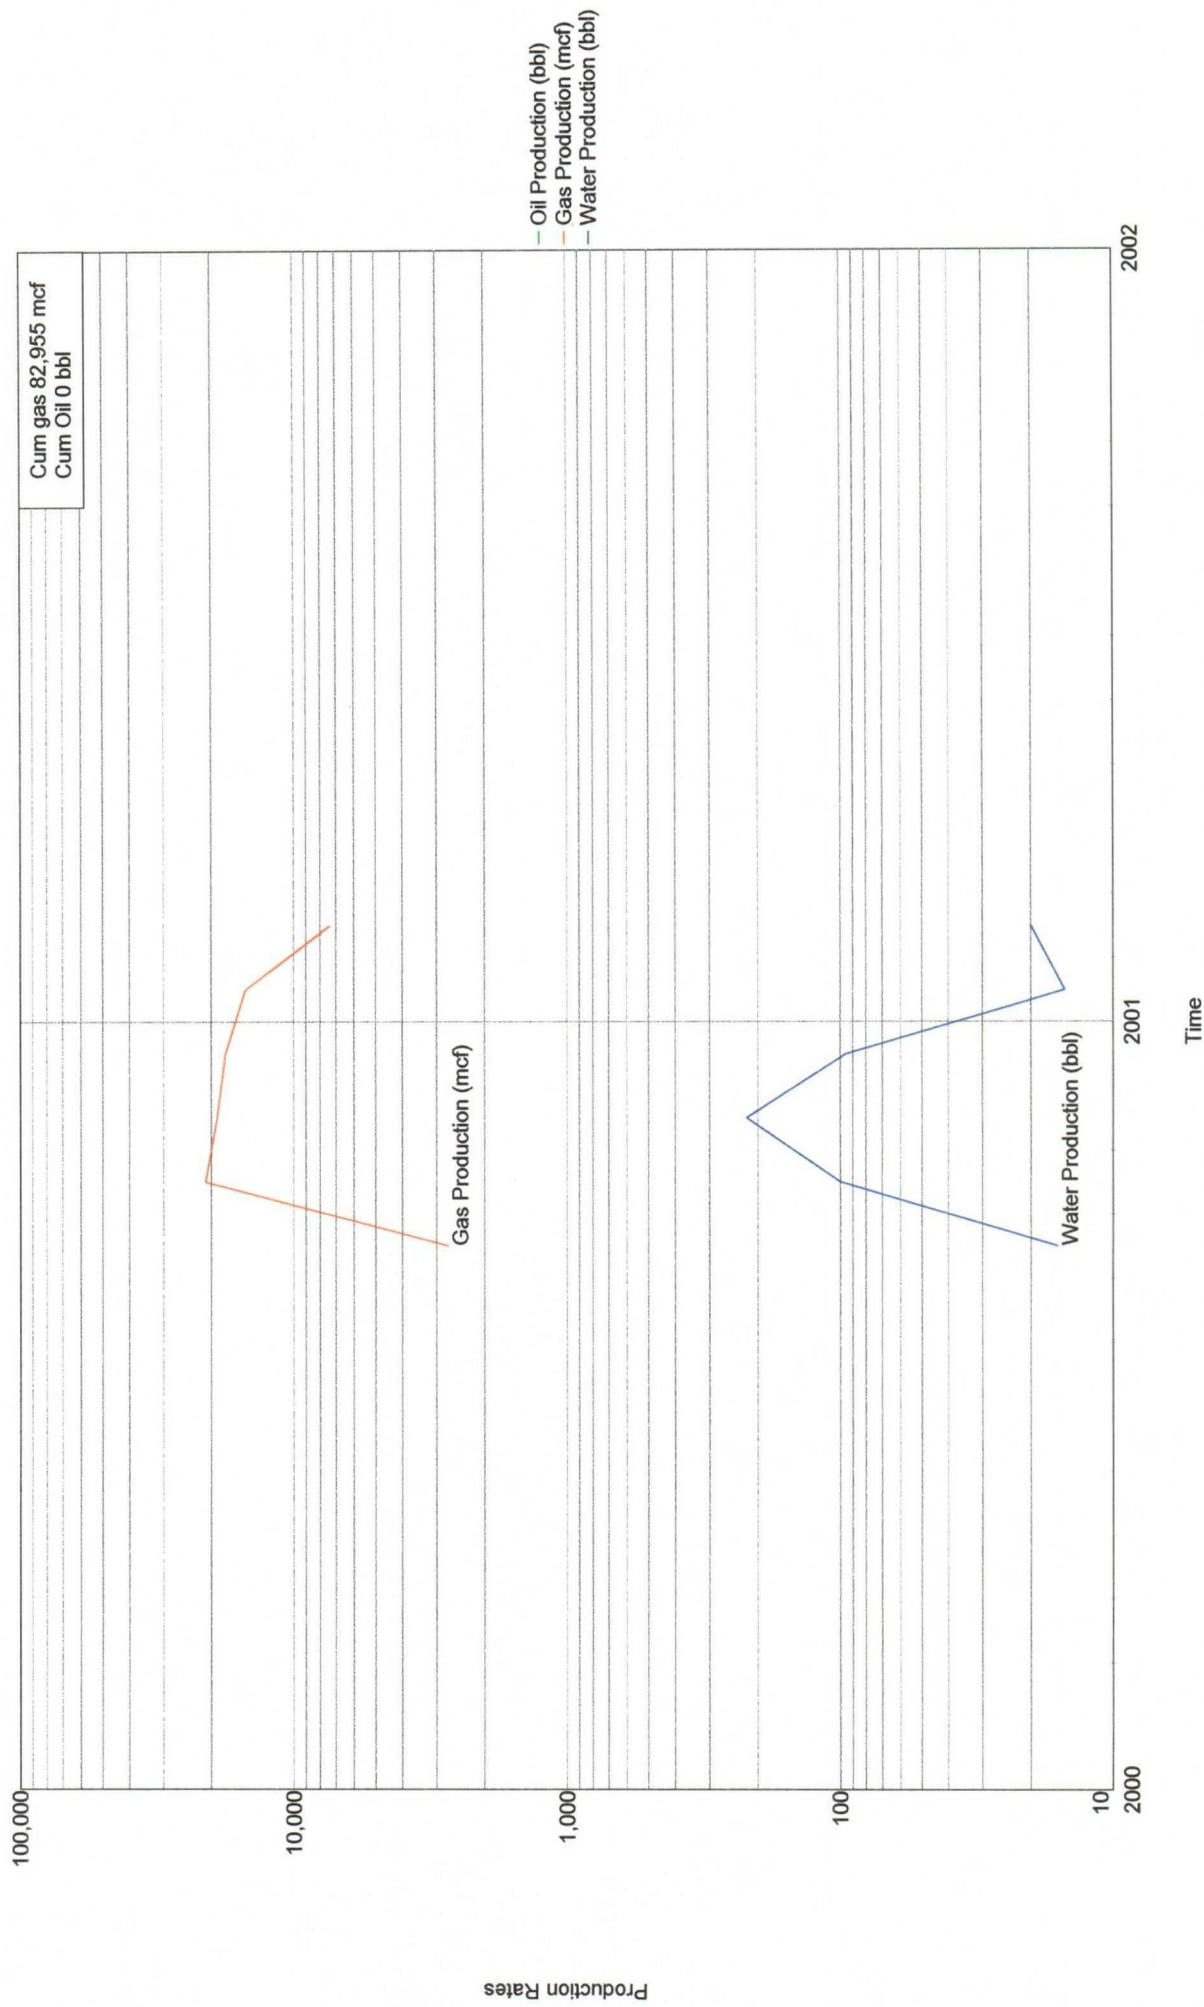 Cum gas 82,955 mcf
Cum Oil 0 bbl
Oil Production (bbl)
Gas Production (mcf)
Water Production (bbl)
Production Rates
100,000
10,000
1,000
100
10
Gas Production (mcf)
Water Production (bbl)
2000
2001
2002
Time